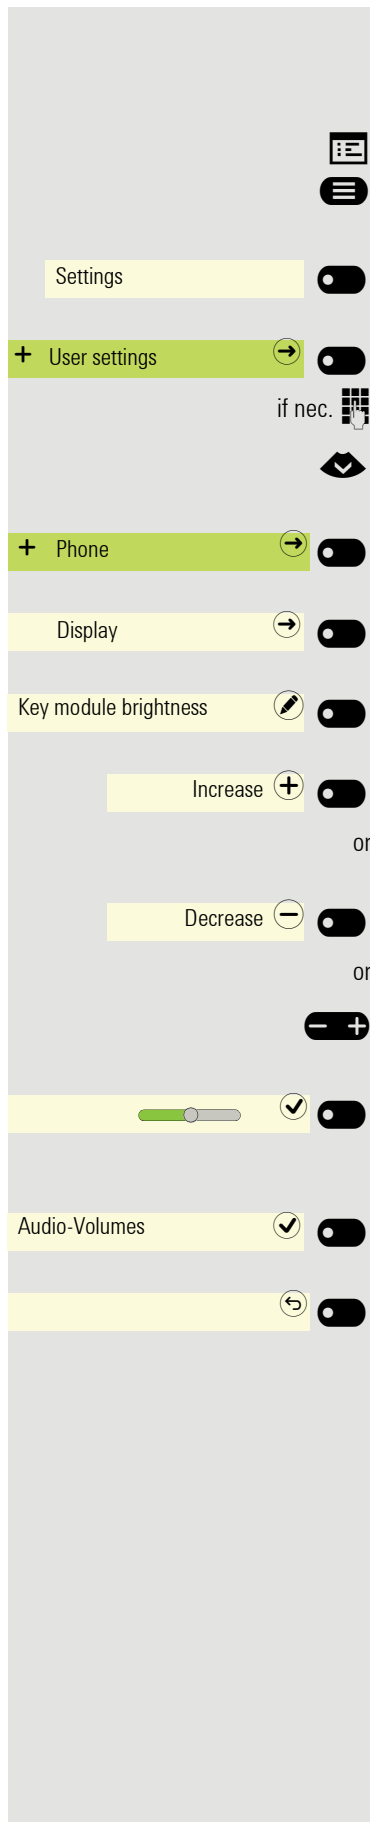 Settings
+ User settings
if nec.
+ Phone
Display
Key module brightness
Increase +
or
Decrease −
or
− +
Audio-Volumes